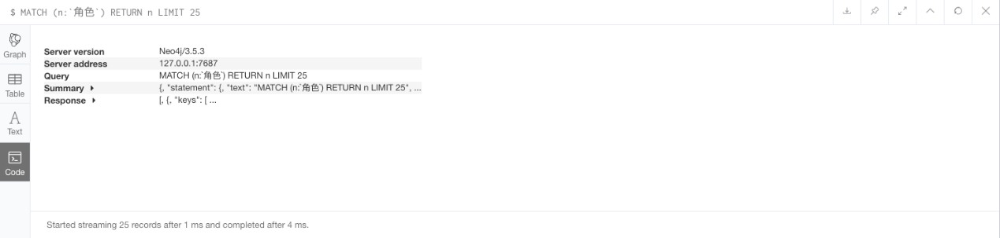 $ MATCH (n:`角色`) RETURN n LIMIT 25
Graph
Table
Text
Code
Server version Neo4j/3.5.3
Server address 127.0.0.1:7687
Query MATCH (n:`角色`) RETURN n LIMIT 25
Summary {, "statement": {, "text": "MATCH (n:`角色`) RETURN n LIMIT 25", ...
Response [, {, "keys": [ ...
Started streaming 25 records after 1 ms and completed after 4 ms.